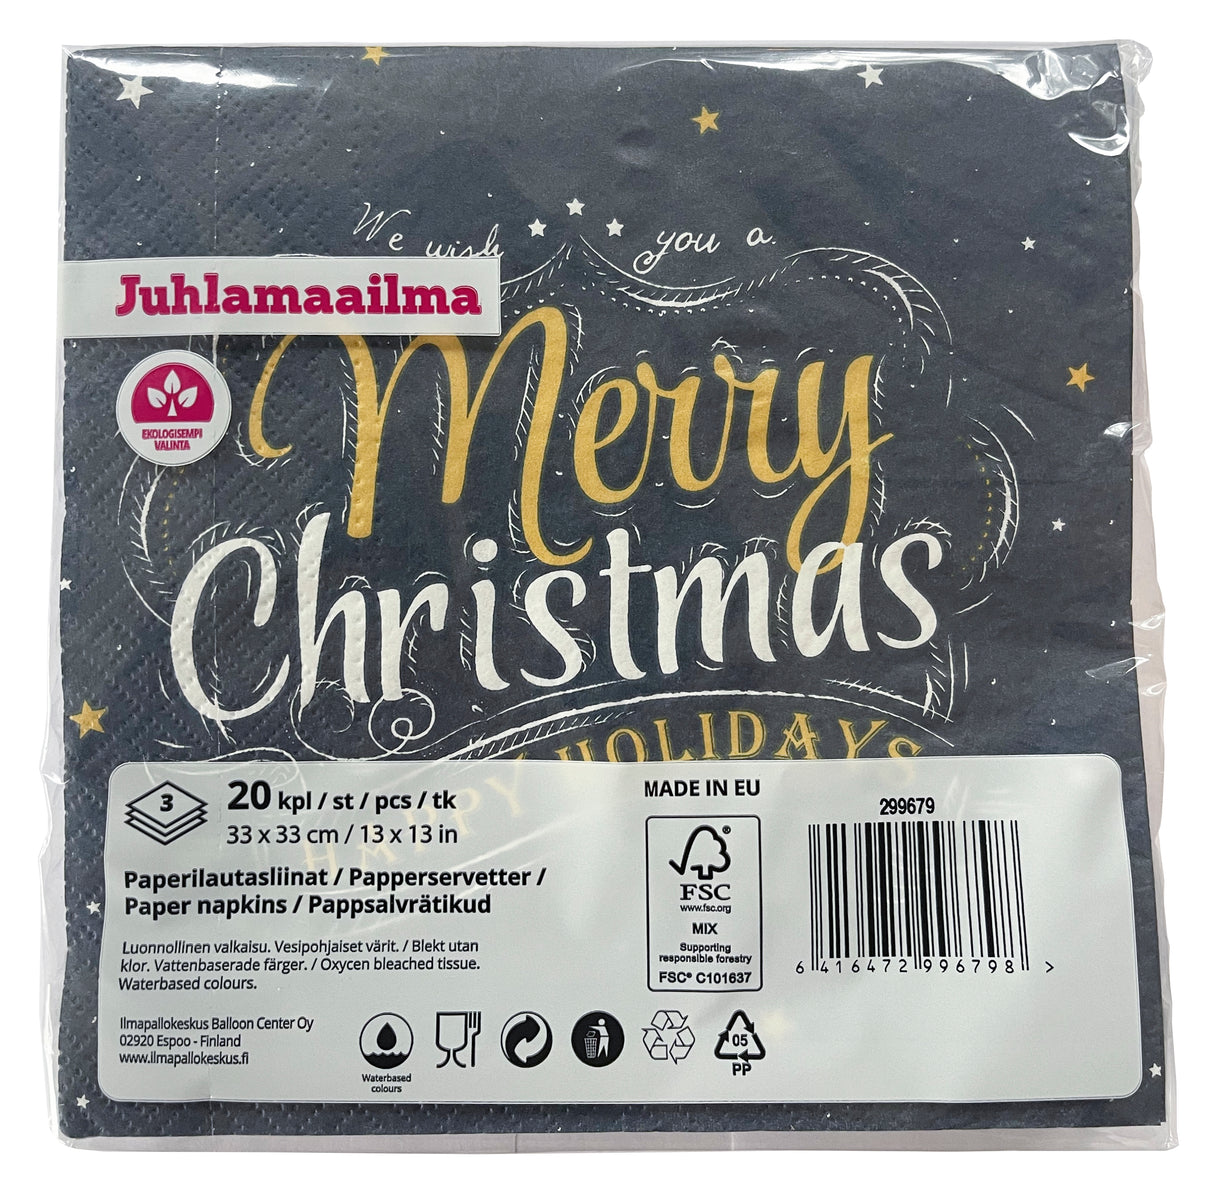 We wish you a
Juhlamaailma
EKOLOGISEMPI
VALINTA
Merry
Christmas
HAPPY HOLIDAYS
3
20 kpl / st / pcs / tk
33 x 33 cm / 13 x 13 in
Paperilautasliinat / Papperservetter /
Paper napkins / Pappsalvrätikud
Luonnollinen valkaisu. Vesipohjaiset värit. / Blekt utan
klor. Vattenbaserade färger. / Oxycen bleached tissue.
Waterbased colours.
Ilmapallokeskus Balloon Center Oy
02920 Espoo - Finland
www.ilmapallokeskus.fi
Waterbased
colours
MADE IN EU
FSC®
www.fsc.org
MIX
Supporting
responsible forestry
FSC® C101637
05
PP
299679
6 416472 996798 >